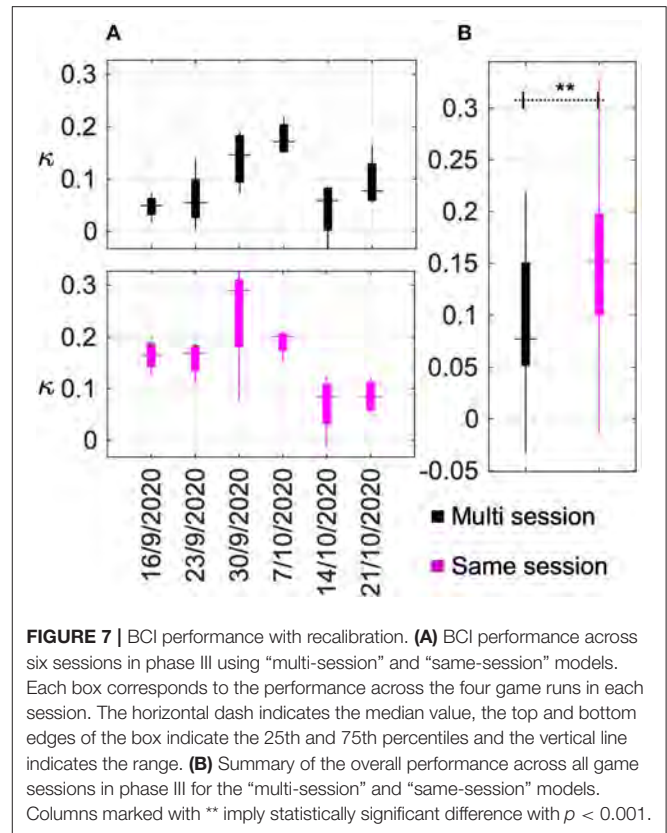 A
B
0.3
0.2
κ
0.1
0
0.3
0.2
κ
0.1
0
16/9/2020
23/9/2020
30/9/2020
7/10/2020
14/10/2020
21/10/2020
**
0.3
0.25
0.2
0.15
0.1
0.05
0
-0.05
Multi session
Same session
FIGURE 7 | BCI performance with recalibration. (A) BCI performance across
six sessions in phase III using “multi-session” and “same-session” models.
Each box corresponds to the performance across the four game runs in each
session. The horizontal dash indicates the median value, the top and bottom
edges of the box indicate the 25th and 75th percentiles and the vertical line
indicates the range. (B) Summary of the overall performance across all game
sessions in phase III for the “multi-session” and “same-session” models.
Columns marked with ** imply statistically significant difference with p < 0.001.